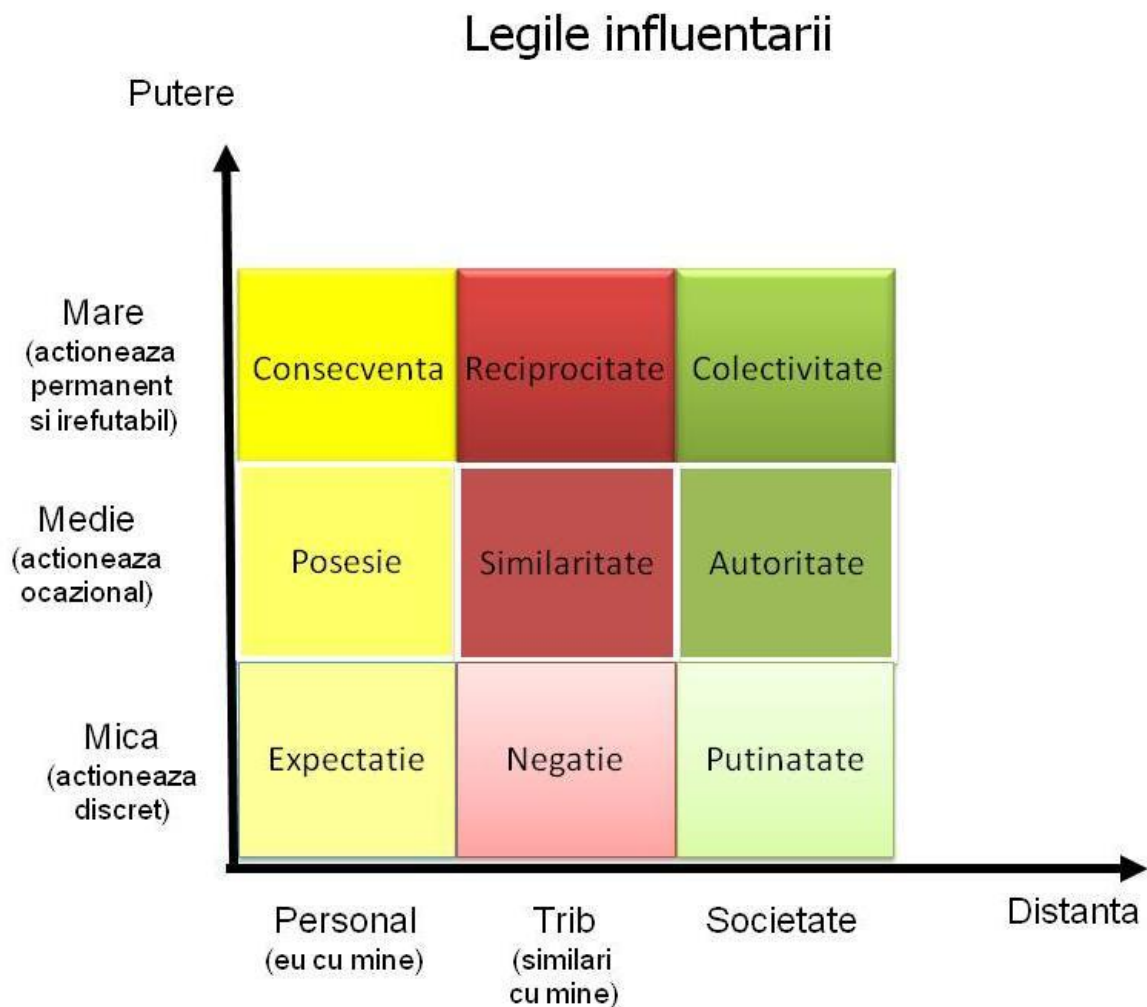 Legile influentarii
Putere
Mare
(actioneaza
permanent
si irefutabil)
Consecventa
Reciprocitate
Colectivitate
Medie
(actioneaza
ocazional)
Posesie
Similaritate
Autoritate
Mica
(actioneaza
discret)
Expectatie
Negatie
Putinatate
Personal
(eu cu mine)
Trib
(similari
cu mine)
Societate
Distanta